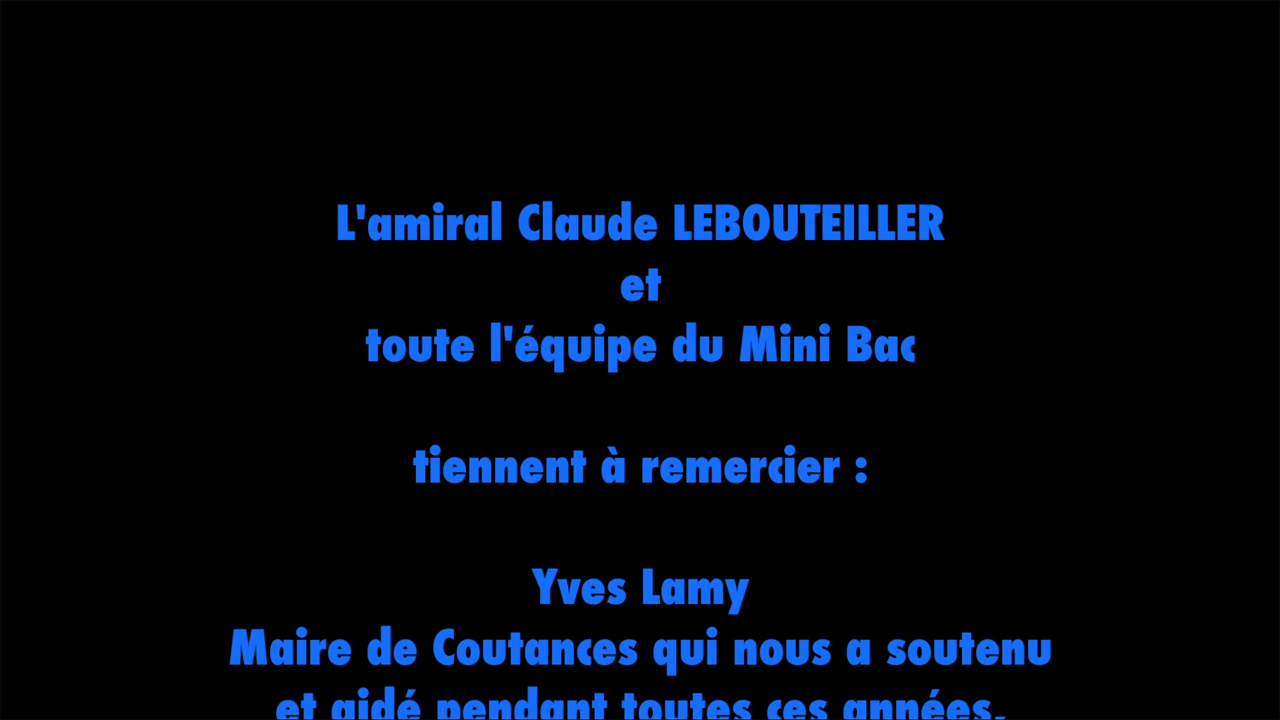 L'amiral Claude LEBOUTEILLER
et
toute l'équipe du Mini Bac
tiennent à remercier :
Yves Lamy
Maire de Coutances qui nous a soutenu
et aidé pendant toutes ces années.